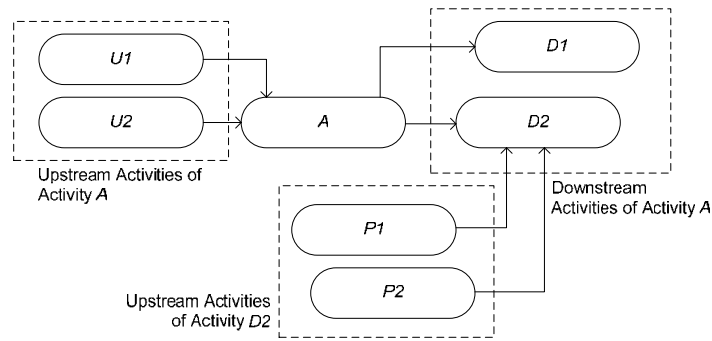 U1
D1
U2
A
D2
Upstream Activities of
Activity A
Downstream
Activities of Activity A
P1
P2
Upstream Activities
of Activity D2